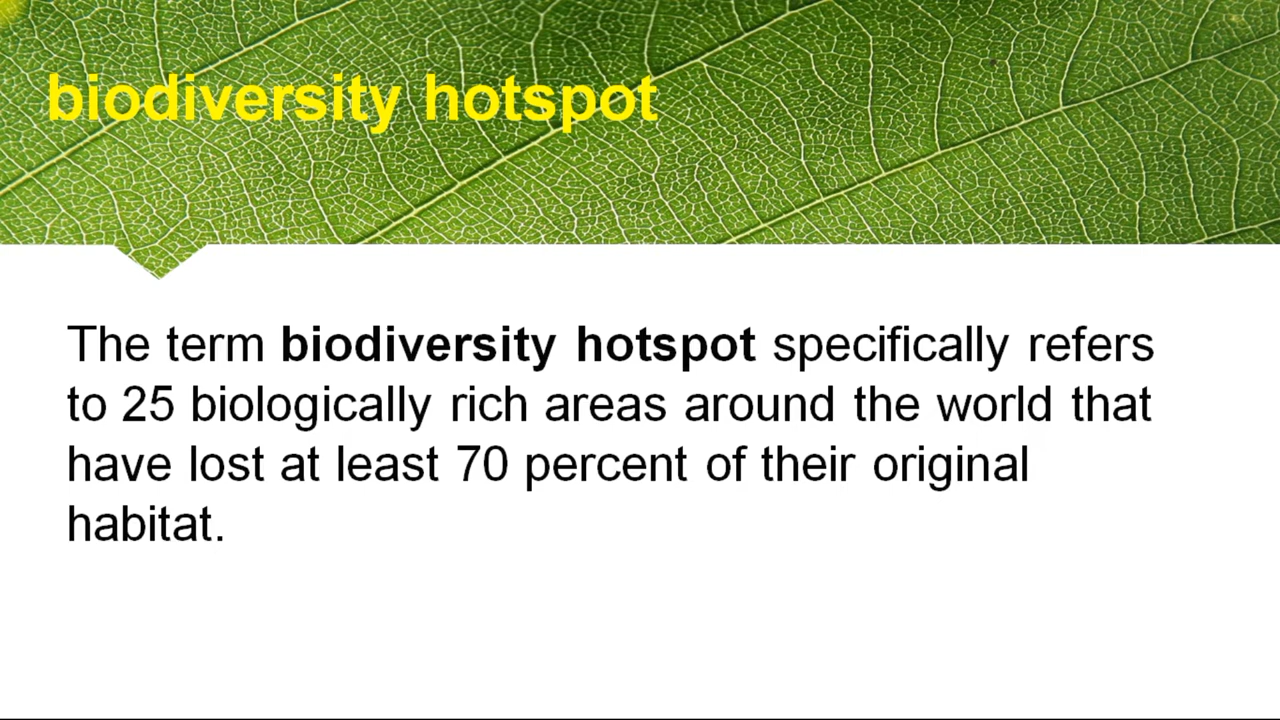 biodiversity hotspot
The term biodiversity hotspot specifically refers
to 25 biologically rich areas around the world that
have lost at least 70 percent of their original
habitat.